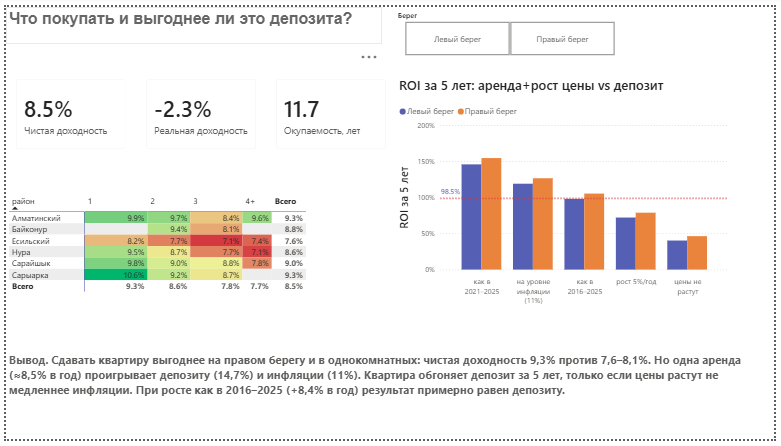 Что покупать и выгоднее ли это депозита?
Берег
Левый берег
Правый берег
8.5%
Чистая доходность
-2.3%
Реальная доходность
11.7
Окупаемость, лет
район 1 2 3 4+ Всего
Алматинский 9.9% 9.7% 8.4% 9.6% 9.3%
Байконур 9.4% 8.1% 8.8%
Есильский 8.2% 7.7% 7.1% 7.4% 7.6%
Нура 9.5% 8.7% 7.7% 7.1% 8.6%
Сарайшык 9.8% 9.0% 8.8% 7.8% 9.0%
Сарыарка 10.6% 9.2% 8.7% 9.3%
Всего 9.3% 8.6% 7.8% 7.7% 8.5%
ROI за 5 лет: аренда+рост цены vs депозит
Левый берег Правый берег
ROI за 5 лет
200%
150%
98.5%
100%
50%
0%
как в
2021-2025
на уровне
инфляции
(11%)
как в
2016-2025
рост 5%/год
цены не
растут
Вывод. Сдавать квартиру выгоднее на правом берегу и в однокомнатных: чистая доходность 9,3% против 7,6–8,1%. Но одна аренда
(≈8,5% в год) проигрывает депозиту (14,7%) и инфляции (11%). Квартира обгоняет депозит за 5 лет, только если цены растут не
медленнее инфляции. При росте как в 2016–2025 (+8,4% в год) результат примерно равен депозиту.